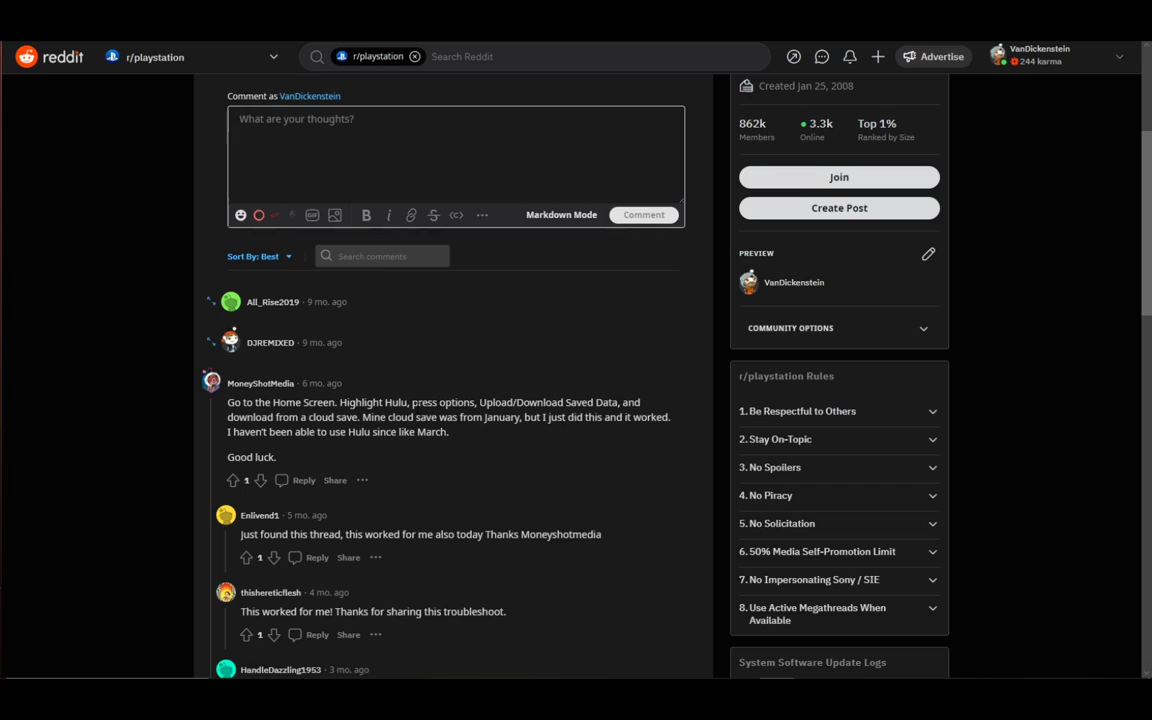 reddit
r/playstation
r/playstation
Search Reddit
Advertise
VanDickenstein
244 karma
Comment as VanDickenstein
What are your thoughts?
GIF
B
i
S
Markdown Mode
Comment
Sort By: Best
Search comments
All_Rise2019 · 9 mo. ago
DJREMIXED · 9 mo. ago
MoneyShotMedia · 6 mo. ago
Go to the Home Screen. Highlight Hulu, press options, Upload/Download Saved Data, and
download from a cloud save. Mine cloud save was from January, but I just did this and it worked.
I haven't been able to use Hulu since like March.
Good luck.
1
Reply
Share
Enlivend1 · 5 mo. ago
Just found this thread, this worked for me also today Thanks Moneyshotmedia
1
Reply
Share
thishereticflesh · 4 mo. ago
This worked for me! Thanks for sharing this troubleshoot.
1
Reply
Share
HandleDazzling1953 · 3 mo. ago
Created Jan 25, 2008
862k
3.3k
Top 1%
Members
Online
Ranked by Size
Join
Create Post
PREVIEW
VanDickenstein
COMMUNITY OPTIONS
r/playstation Rules
1. Be Respectful to Others
2. Stay On-Topic
3. No Spoilers
4. No Piracy
5. No Solicitation
6. 50% Media Self-Promotion Limit
7. No Impersonating Sony / SIE
8. Use Active Megathreads When
Available
System Software Update Logs